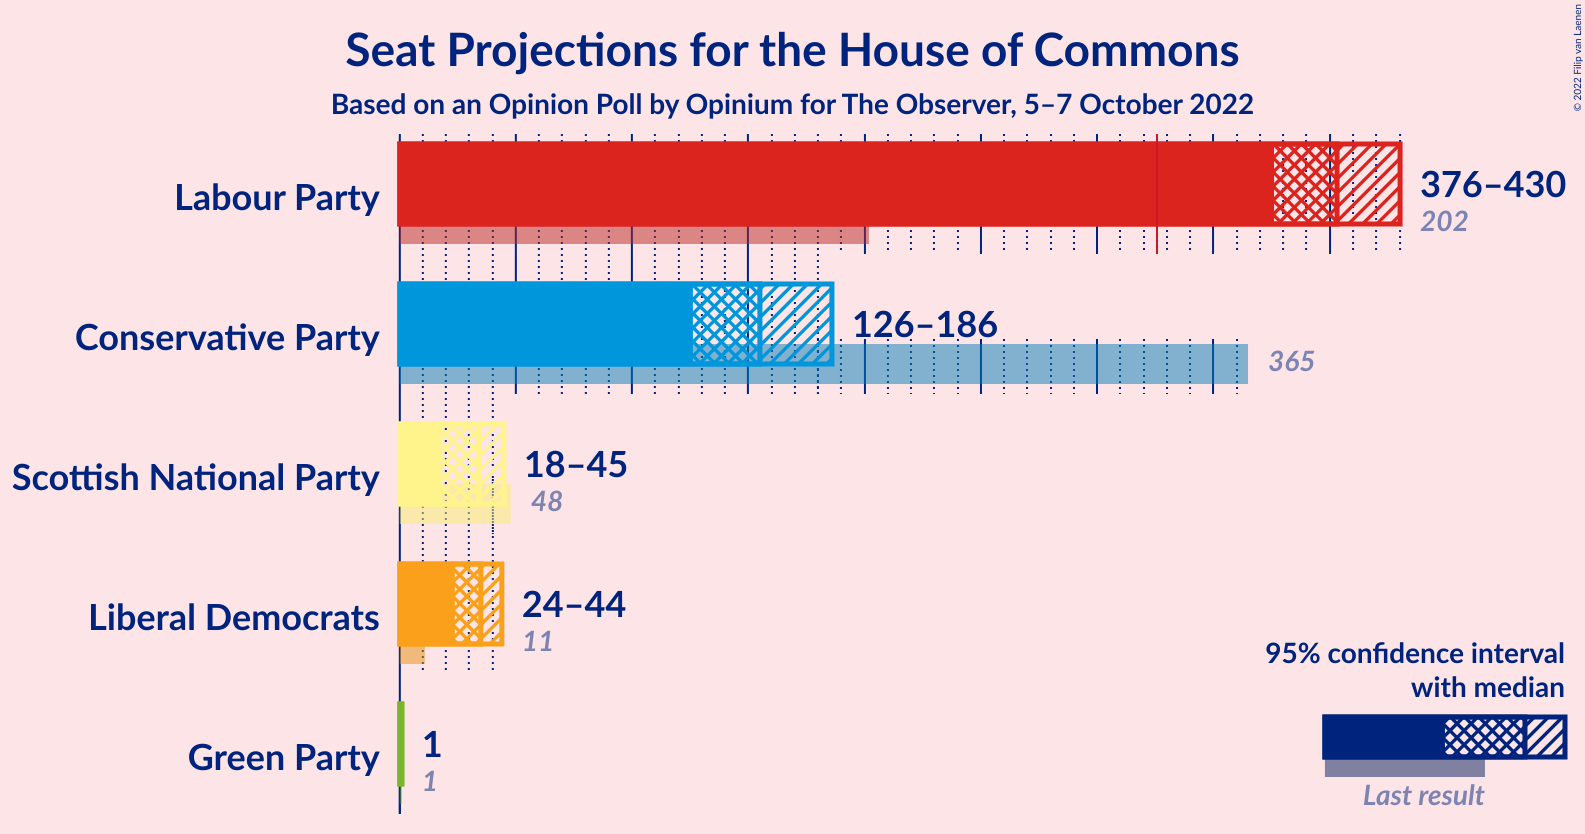 Seat Projections for the House of Commons
Based on an Opinion Poll by Opinium for The Observer, 5–7 October 2022
© 2022 Filip van Laenen
Labour Party
376–430
202
Conservative Party
126–186
365
Scottish National Party
18–45
48
Liberal Democrats
24–44
11
Green Party
1
1
95% confidence interval
with median
Last result